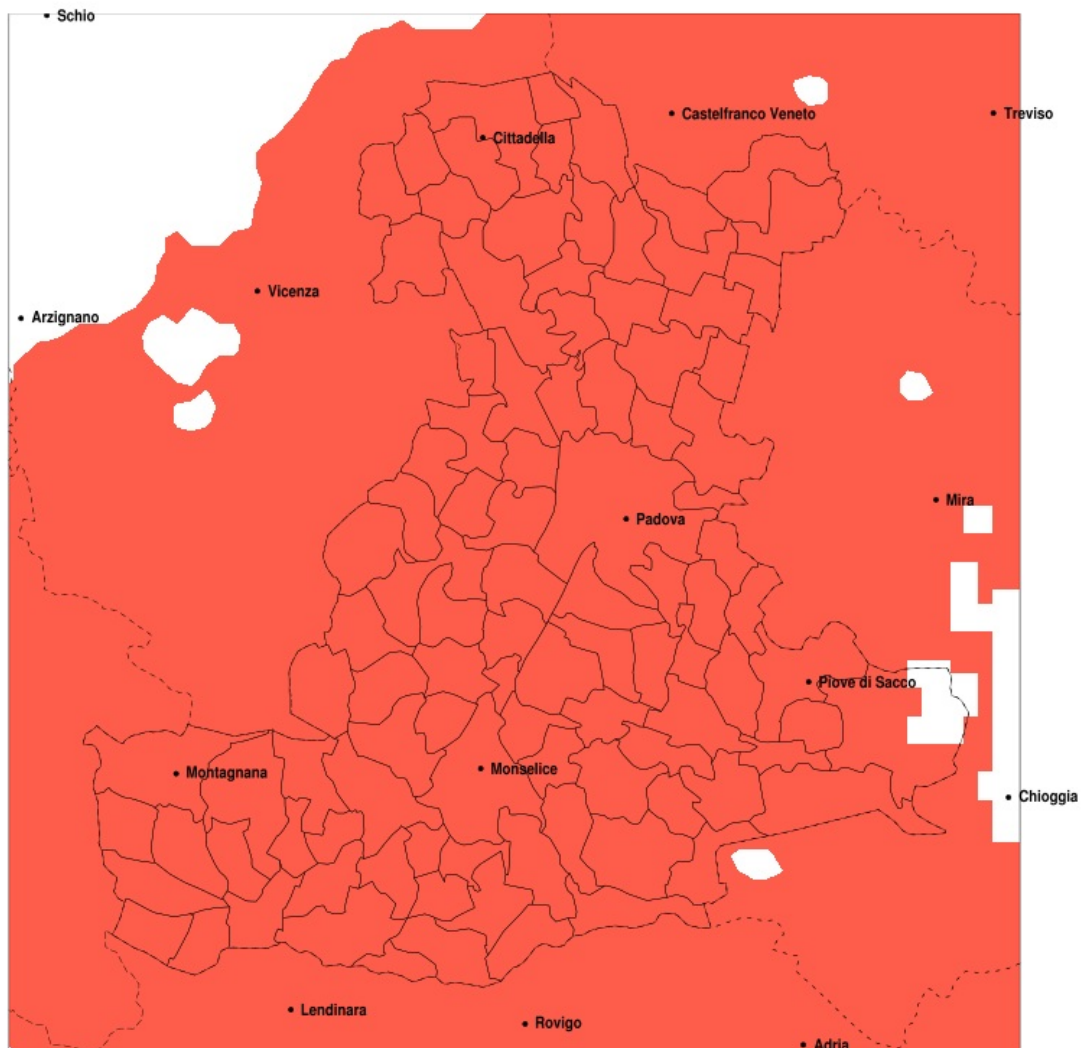 Schio
Castelfranco Veneto
Treviso
Cittadella
Vicenza
Arzignano
Mira
Padova
Piove di Sacco
Monselice
Montagnana
Chioggia
Lendinara
Rovigo
Adria